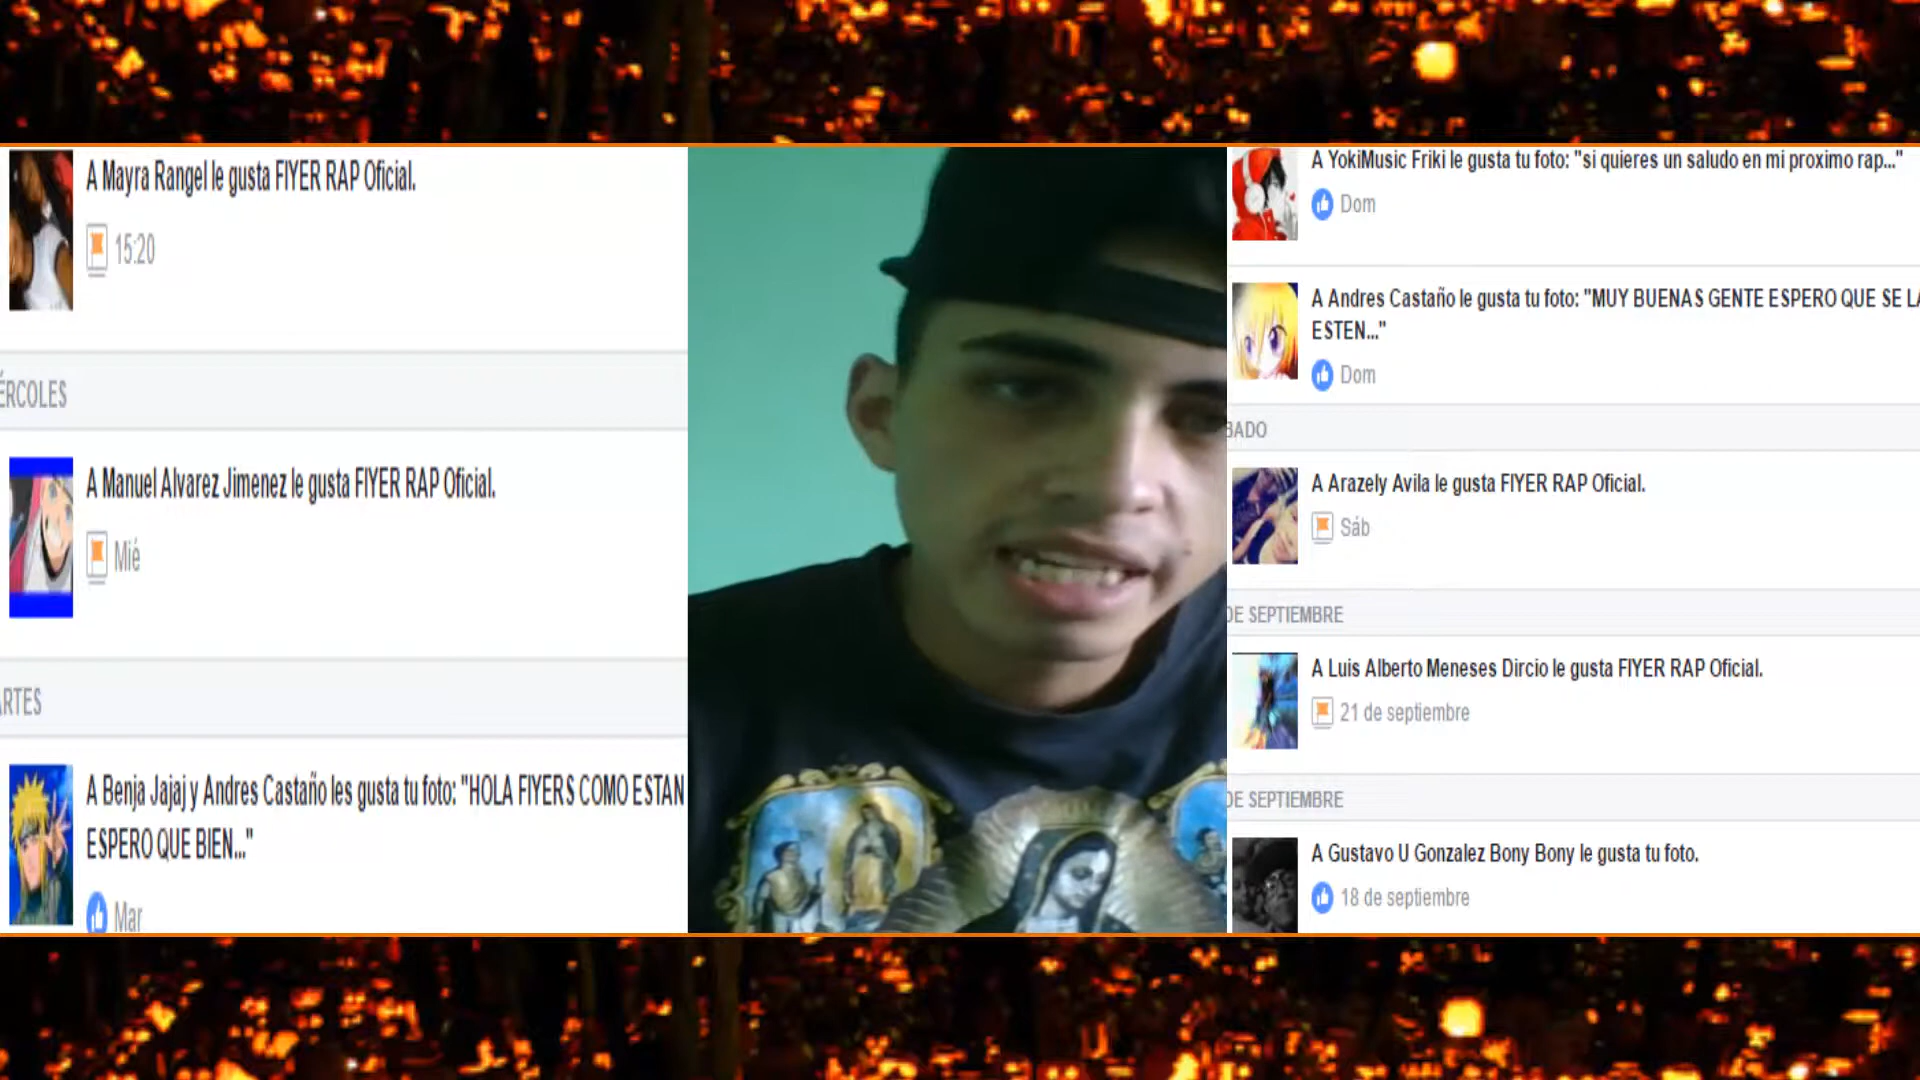 A Mayra Rangel le gusta FIYER RAP Oficial.
15:20
ÉRCOLES
A Manuel Alvarez Jimenez le gusta FIYER RAP Oficial.
Mié
ARTES
A Benja Jajaj y Andres Castaño les gusta tu foto: "HOLA FIYERS COMO ESTAN
ESPERO QUE BIEN..."
Mar
A YokiMusic Friki le gusta tu foto: "si quieres un saludo en mi proximo rap..."
Dom
A Andres Castaño le gusta tu foto: "MUY BUENAS GENTE ESPERO QUE SE LA
ESTEN..."
Dom
BADO
A Arazely Avila le gusta FIYER RAP Oficial.
Sáb
DE SEPTIEMBRE
A Luis Alberto Meneses Dircio le gusta FIYER RAP Oficial.
21 de septiembre
DE SEPTIEMBRE
A Gustavo U Gonzalez Bony Bony le gusta tu foto.
18 de septiembre